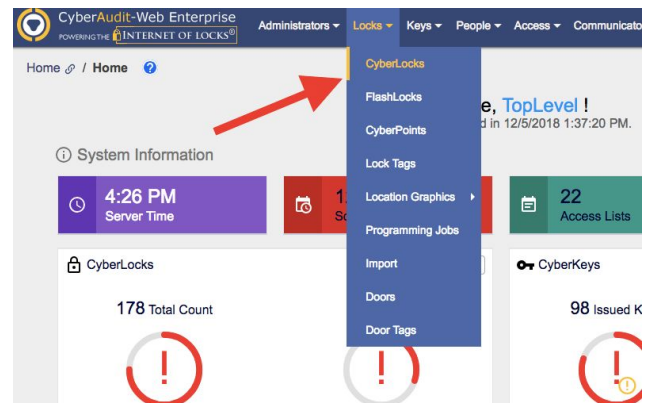 CyberAudit-Web Enterprise
POWERING THE INTERNET OF LOCKS®
Administrators Locks Keys People Access
Home / Home
CyberLocks
FlashLocks
CyberPoints
Lock Tags
Location Graphics
Programming Jobs
Import
Doors
Door Tags
e, TopLevel !
d in 12/5/2018 1:37:20 PM.
System Information
4:26 PM
Server Time
22
Access Lists
CyberLocks
178 Total Count
CyberKeys
98 Issued